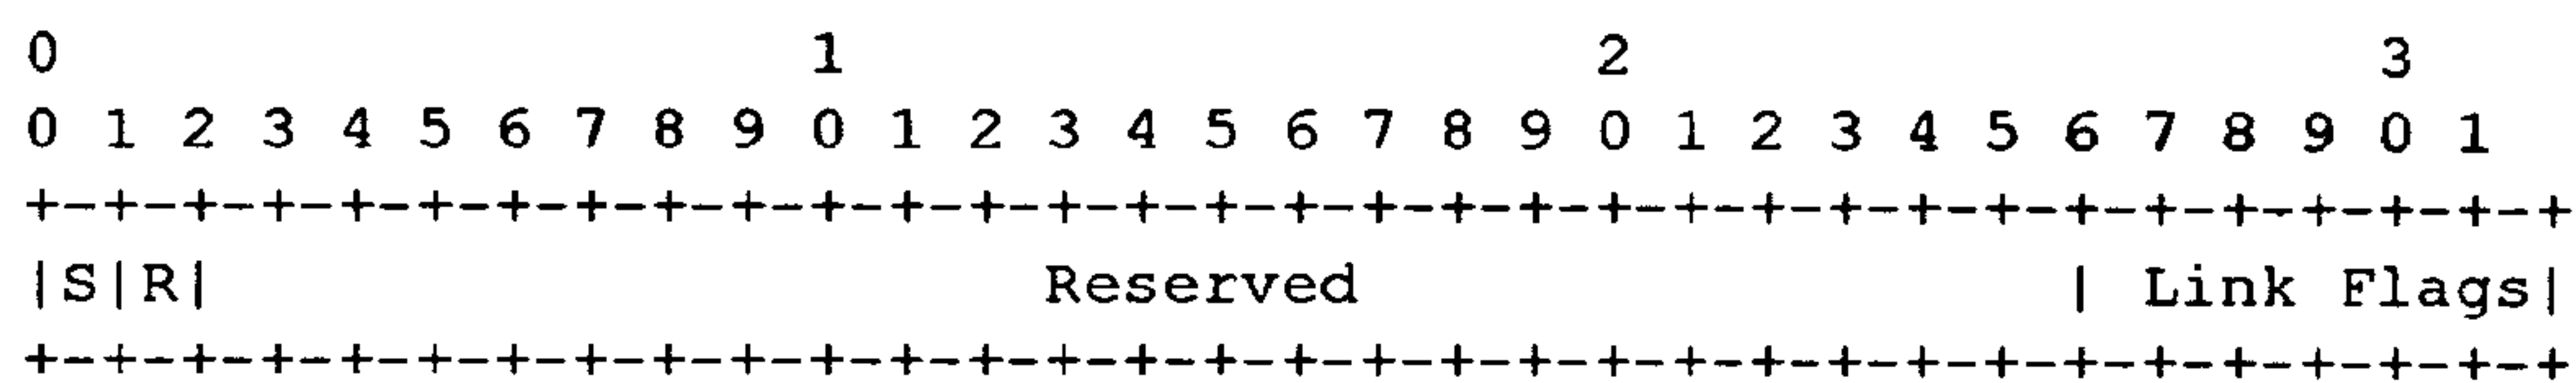 0                   1                   2                   3
0 1 2 3 4 5 6 7 8 9 0 1 2 3 4 5 6 7 8 9 0 1 2 3 4 5 6 7 8 9 0 1
+-+-+-+-+-+-+-+-+-+-+-+-+-+-+-+-+-+-+-+-+-+-+-+-+-+-+-+-+-+-+-+-+
|S|R|                     Reserved                  | Link Flags|
+-+-+-+-+-+-+-+-+-+-+-+-+-+-+-+-+-+-+-+-+-+-+-+-+-+-+-+-+-+-+-+-+